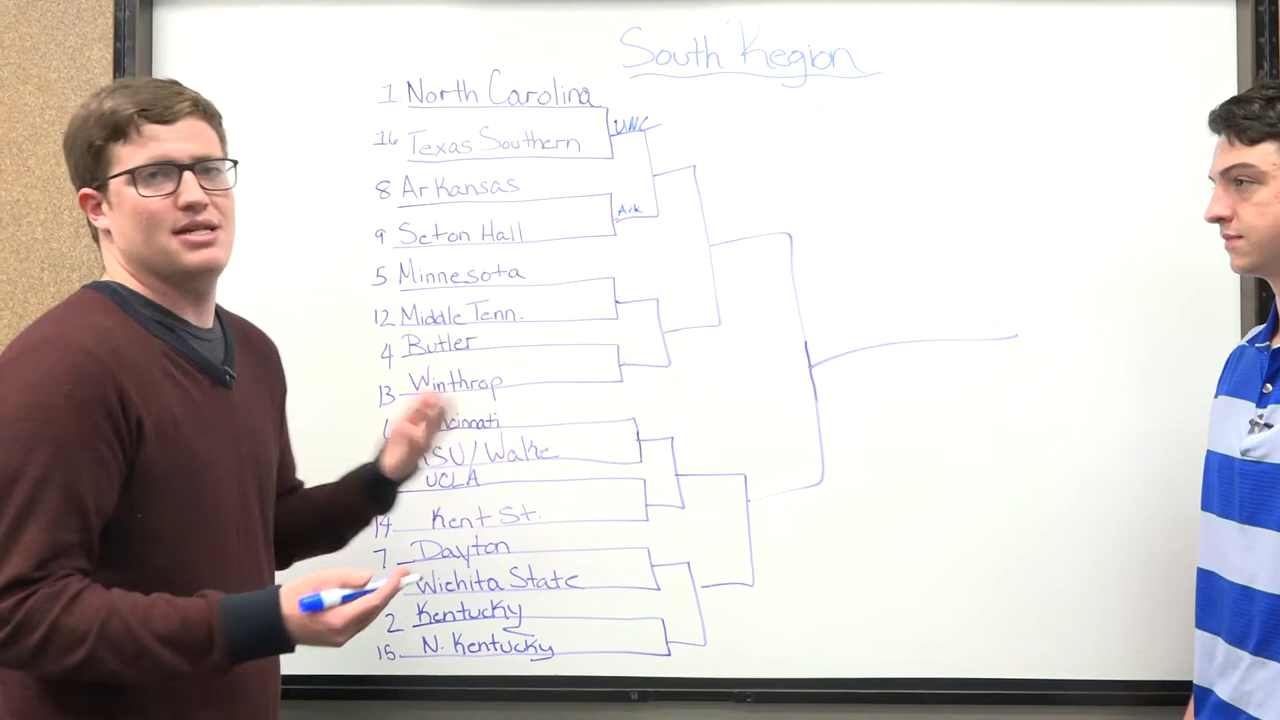 South Region
1 North Carolina
UNC
16 Texas Southern
8 Arkansas
Ark
9 Seton Hall
5 Minnesota
12 Middle Tenn.
4 Butler
13 Winthrop
SU/Wake
UCLA
14 Kent St.
7 Dayton
Wichita State
2 Kentucky
15 N. Kentucky